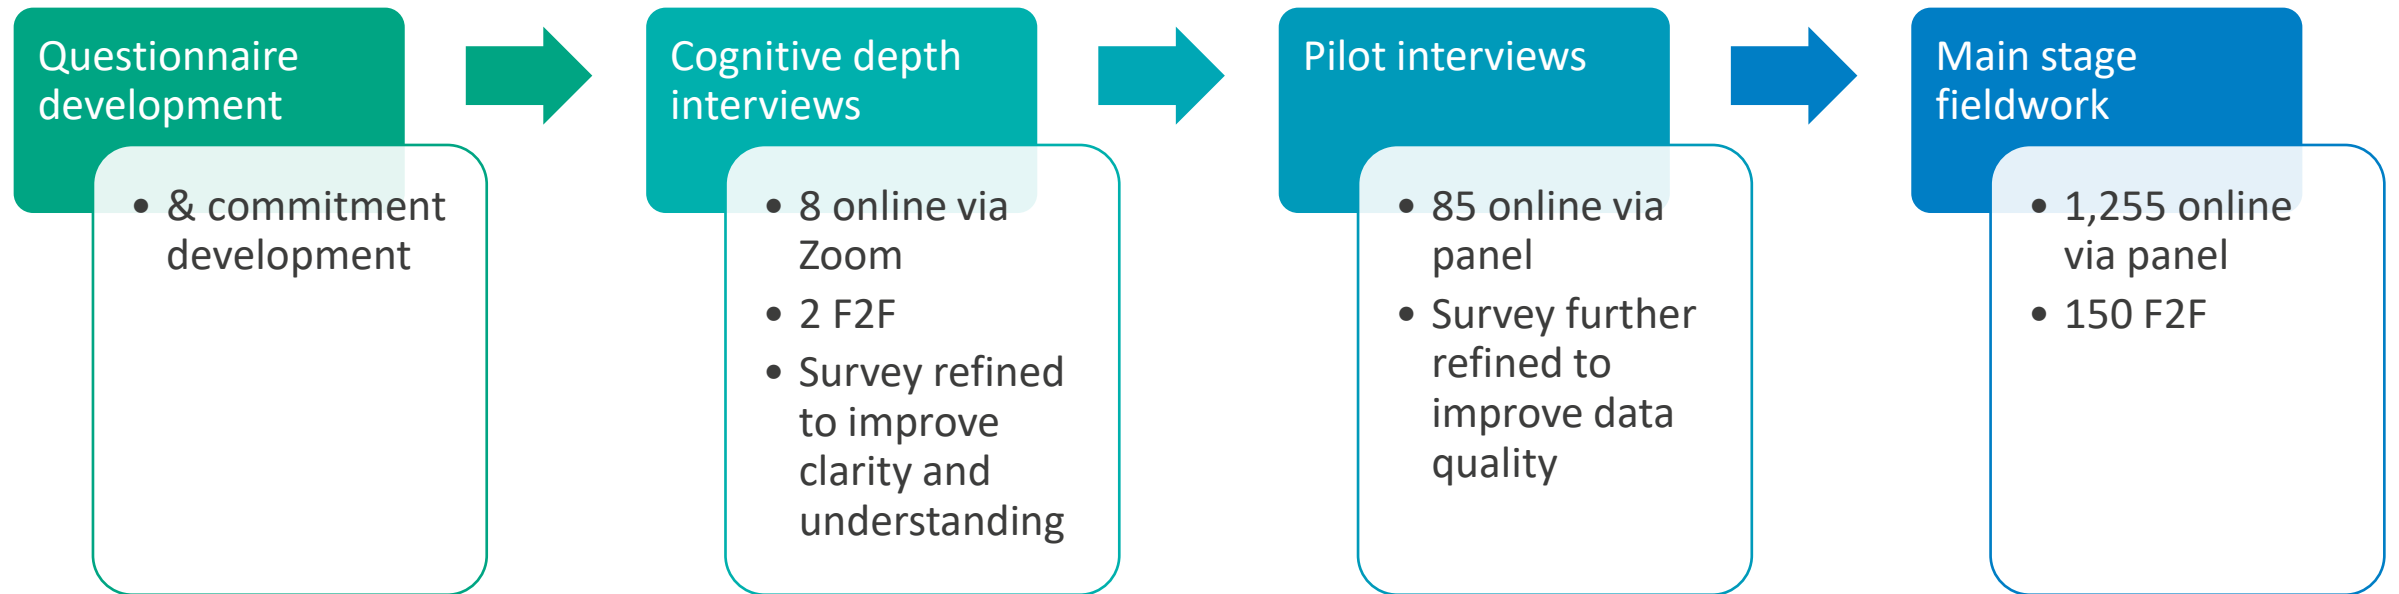 Questionnaire
development
• & commitment
development
Cognitive depth
interviews
• 8 online via
Zoom
• 2 F2F
• Survey refined
to improve
clarity and
understanding
Pilot interviews
• 85 online via
panel
• Survey further
refined to
improve data
quality
Main stage
fieldwork
• 1,255 online
via panel
• 150 F2F